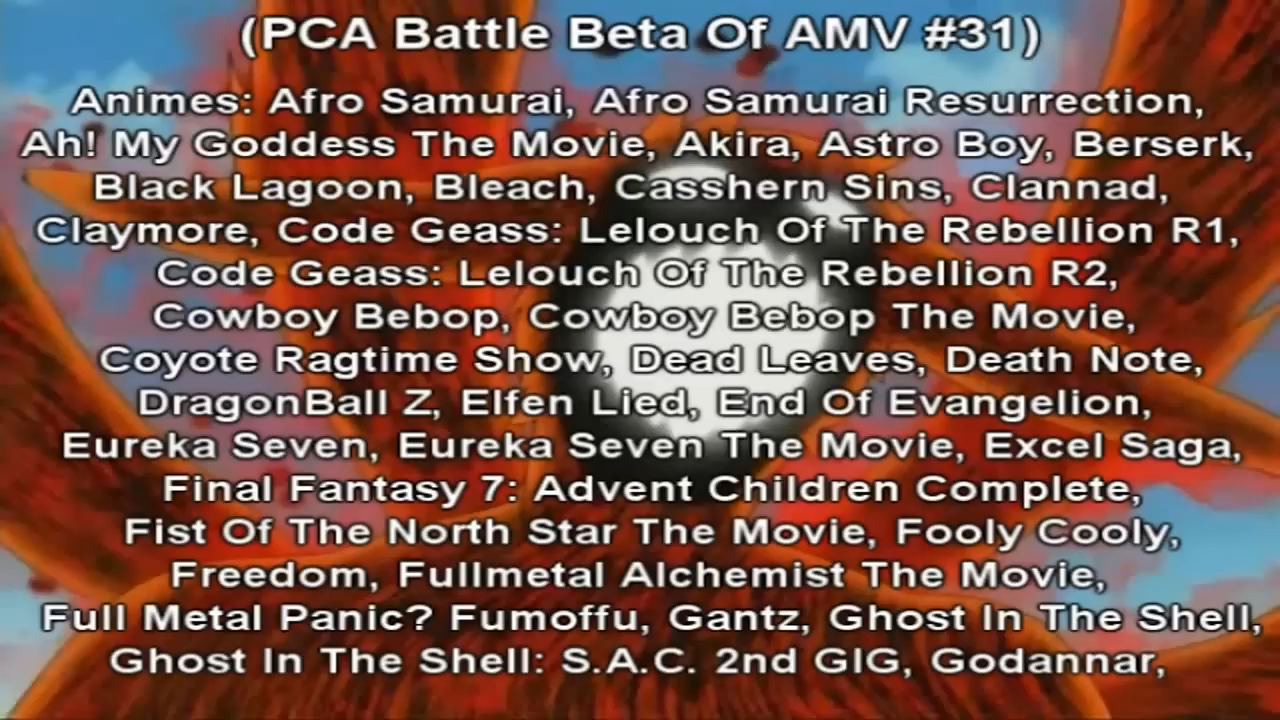 (PCA Battle Beta Of AMV #31)
Animes: Afro Samurai, Afro Samurai Resurrection,
Ah! My Goddess The Movie, Akira, Astro Boy, Berserk,
Black Lagoon, Bleach, Casshern Sins, Clannad,
Claymore, Code Geass: Lelouch Of The Rebellion R1,
Code Geass: Lelouch Of The Rebellion R2,
Cowboy Bebop, Cowboy Bebop The Movie,
Coyote Ragtime Show, Dead Leaves, Death Note,
DragonBall Z, Elfen Lied, End Of Evangelion,
Eureka Seven, Eureka Seven The Movie, Excel Saga,
Final Fantasy 7: Advent Children Complete,
Fist Of The North Star The Movie, Fooly Cooly,
Freedom, Fullmetal Alchemist The Movie,
Full Metal Panic? Fumoffu, Gantz, Ghost In The Shell,
Ghost In The Shell: S.A.C. 2nd GIG, Godannar,